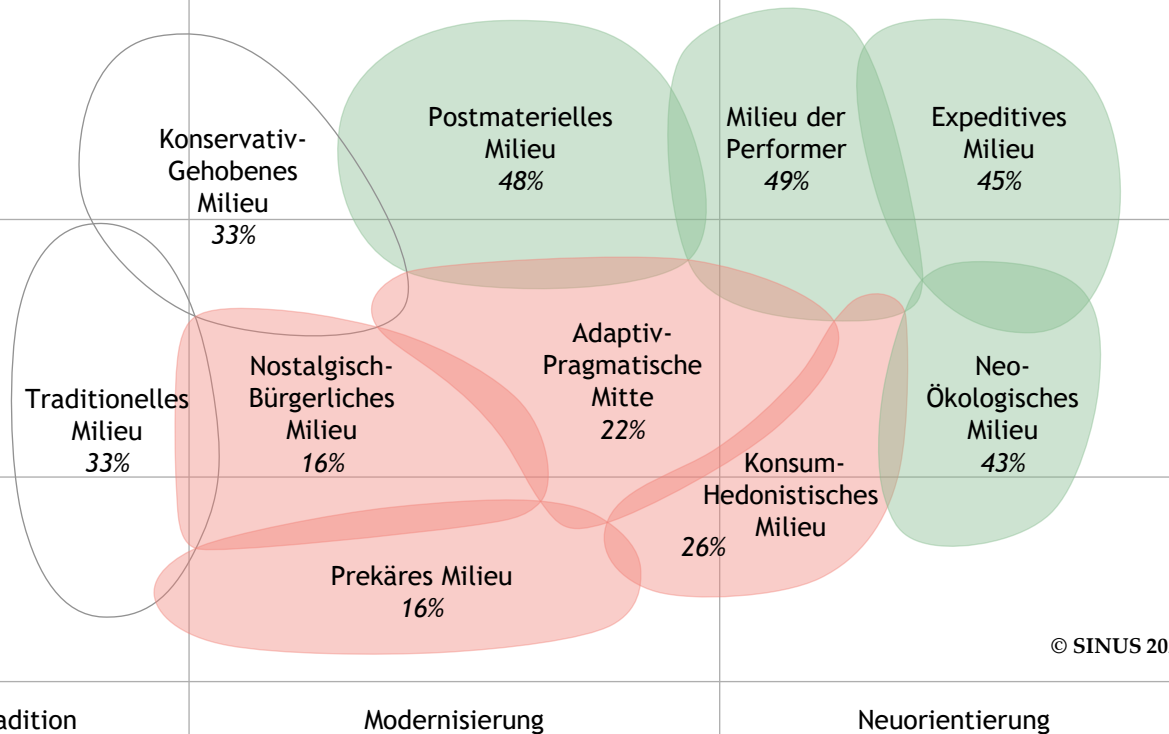 Konservativ-
Gehobenes
Milieu
33%
Postmaterielles
Milieu
48%
Milieu der
Performer
49%
Expeditives
Milieu
45%
Traditionelles
Milieu
33%
Nostalgisch-
Bürgerliches
Milieu
16%
Adaptiv-
Pragmatische
Mitte
22%
Konsum-
Hedonistisches
Milieu
26%
Neo-
Ökologisches
Milieu
43%
Prekäres Milieu
16%
© SINUS 20
adition
Modernisierung
Neuorientierung